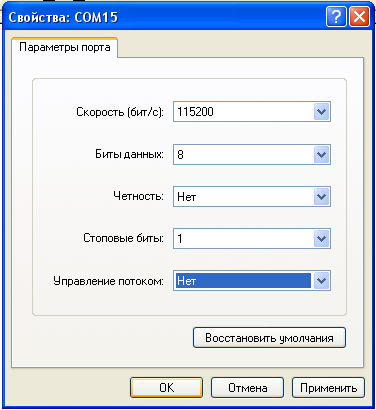 Свойства: COM15
Параметры порта
Скорость (бит/с): 115200
Биты данных: 8
Четность: Нет
Стоповые биты: 1
Управление потоком: Нет
Восстановить умолчания
OK Отмена Применить